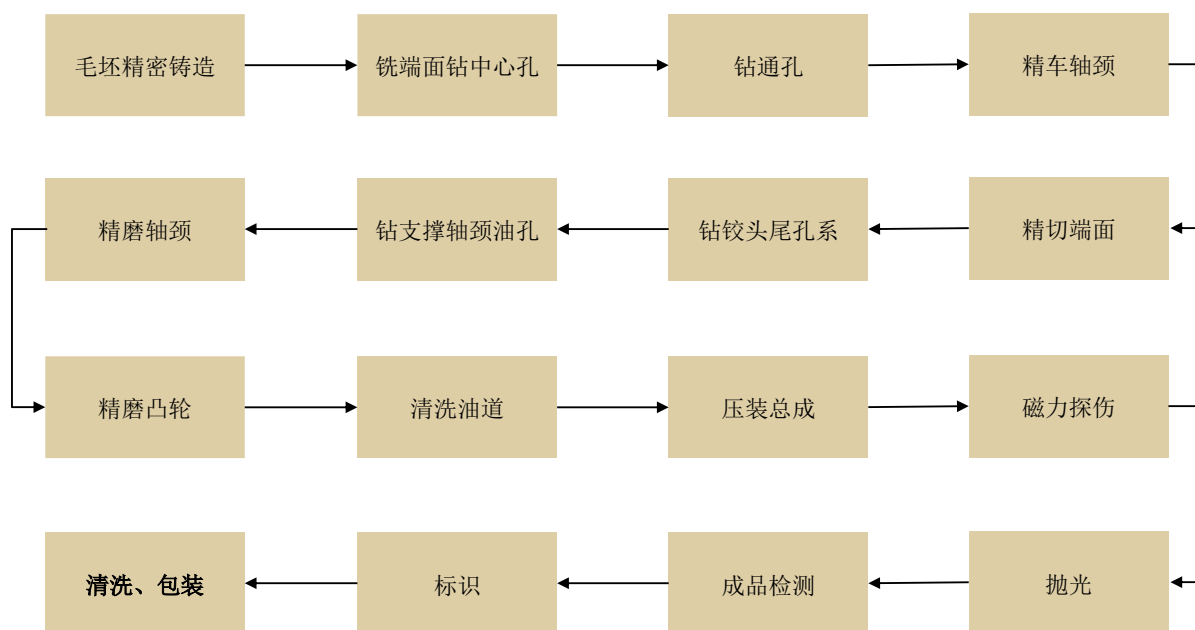 毛坯精密铸造
铣端面钻中心孔
钻通孔
精车轴颈
精切端面
钻铰头尾孔系
钻支撑轴颈油孔
精磨轴颈
精磨凸轮
清洗油道
压装总成
磁力探伤
抛光
成品检测
标识
清洗、包装